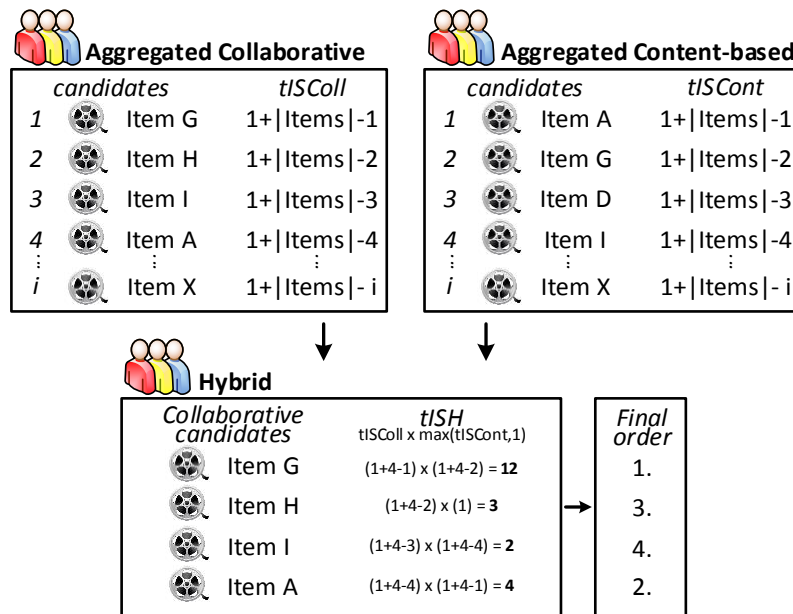 Aggregated Collaborative
candidates tISColl
1 Item G 1+|Items|-1
2 Item H 1+|Items|-2
3 Item I 1+|Items|-3
4 Item A 1+|Items|-4
⋮ ⋮ ⋮
i Item X 1+|Items|- i
Aggregated Content-based
candidates tISCont
1 Item A 1+|Items|-1
2 Item G 1+|Items|-2
3 Item D 1+|Items|-3
4 Item I 1+|Items|-4
⋮ ⋮ ⋮
i Item X 1+|Items|- i
Hybrid
Collaborative tISH
candidates tISColl x max(tISCont,1)
Item G (1+4-1) x (1+4-2) = 12
Item H (1+4-2) x (1) = 3
Item I (1+4-3) x (1+4-4) = 2
Item A (1+4-4) x (1+4-1) = 4
Final
order
1.
3.
4.
2.